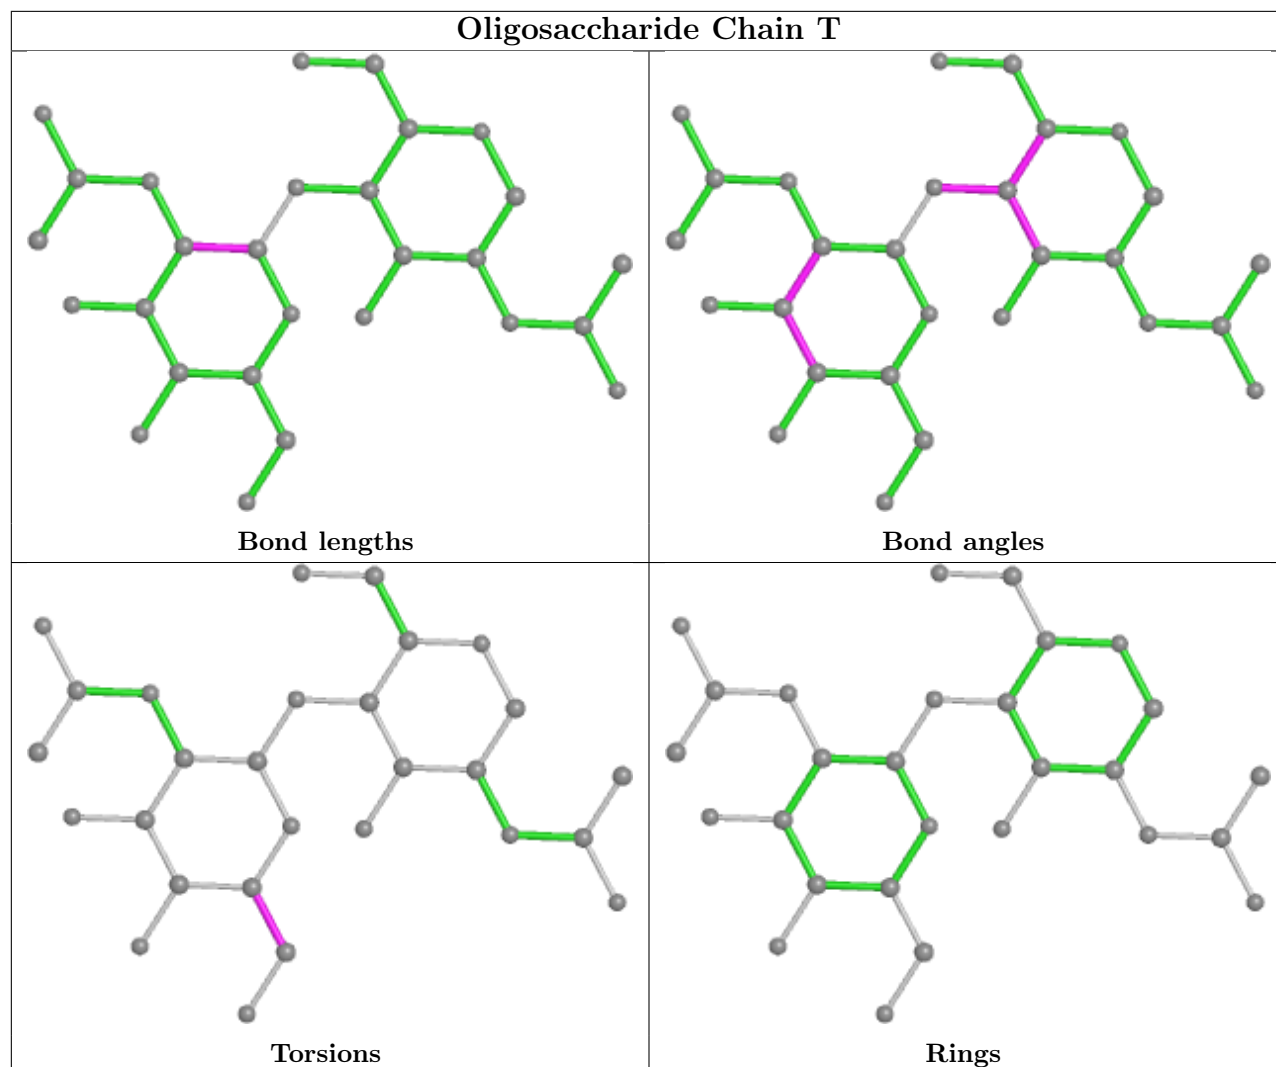 Oligosaccharide Chain T
Bond lengths
Bond angles
Torsions
Rings